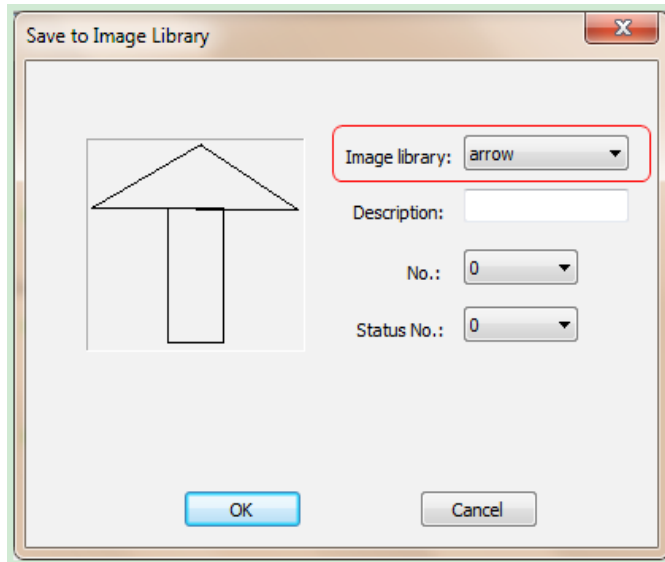 Save to Image Library
Image library: arrow
Description:
No.: 0
Status No.: 0
OK Cancel